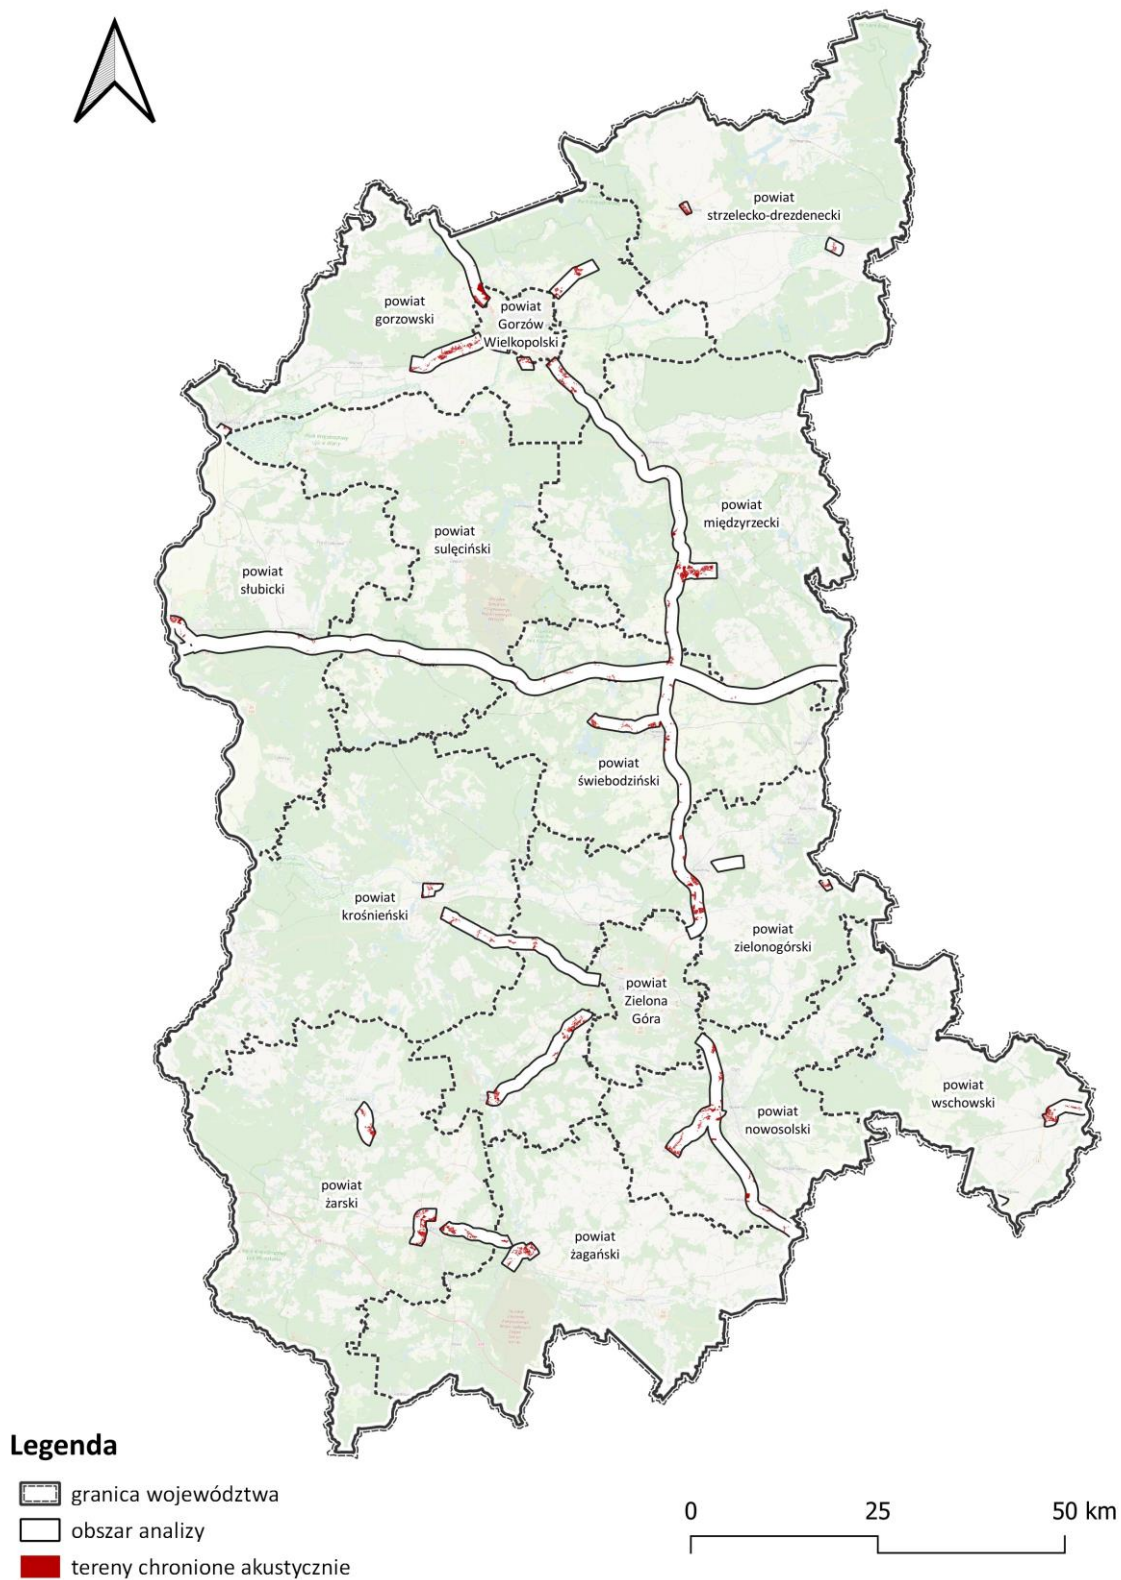 powiat
strzelecko-drezdenecki
powiat
gorzowski
powiat
Gorzów
Wielkopolski
powiat
międzyrzecki
powiat
sulęciński
powiat
słubicki
powiat
świebodziński
powiat
krośnieński
powiat
zielonogórski
powiat
Zielona
Góra
powiat
wschowski
powiat
nowosolski
powiat
żarski
powiat
żagański
Legenda
granica województwa
obszar analizy
tereny chronione akustycznie
0 25 50 km